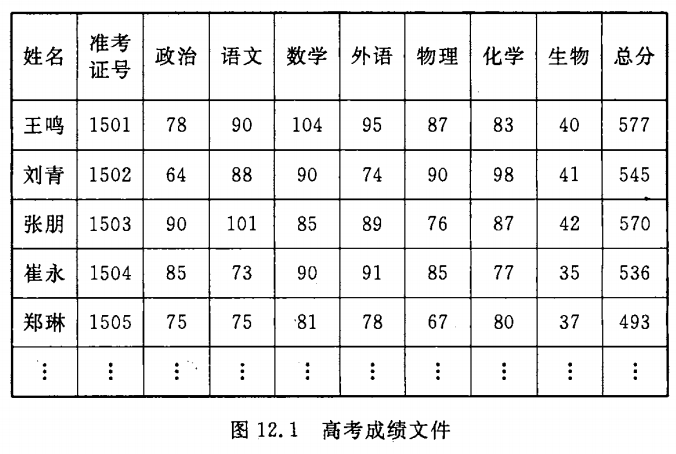 姓名 准考证号 政治 语文 数学 外语 物理 化学 生物 总分
王鸣 1501 78 90 104 95 87 83 40 577
刘青 1502 64 88 90 74 90 98 41 545
张朋 1503 90 101 85 89 76 87 42 570
崔永 1504 85 73 90 91 85 77 35 536
郑琳 1505 75 75 81 78 67 80 37 493
⋮ ⋮ ⋮ ⋮ ⋮ ⋮ ⋮ ⋮ ⋮ ⋮
图 12.1 高考成绩文件